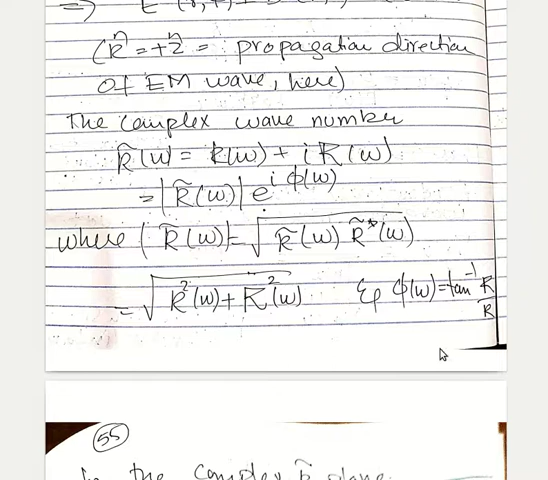 (k̂ = +ẑ = propagation direction
of EM wave, here)
The complex wave number
k̃(ω) = k(ω) + i K(ω)
= |k̃(ω)| e^{iϕ(ω)}
where |k̃(ω)| = √(k̃(ω) k̃*(ω))
= √(k²(ω) + K²(ω)) & ϕ(ω) = tan⁻¹ K/k
55
In the complex k̃ plane